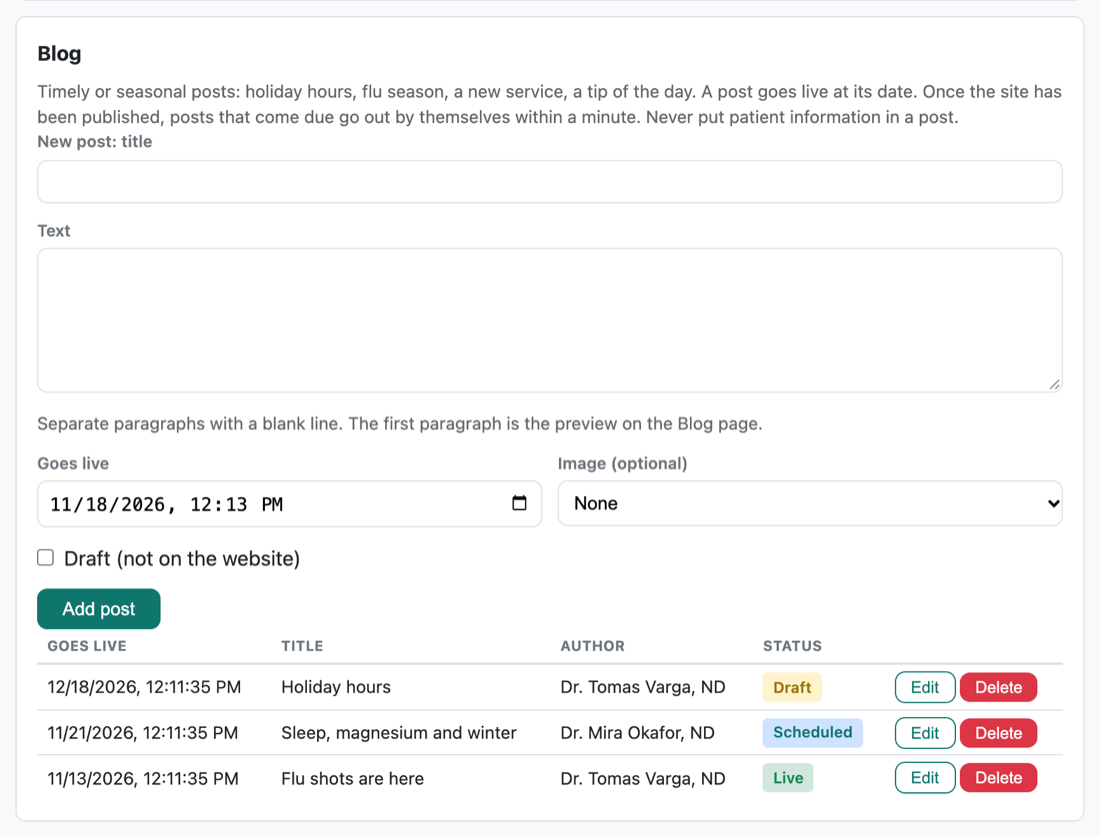 Blog
Timely or seasonal posts: holiday hours, flu season, a new service, a tip of the day. A post goes live at its date. Once the site has
been published, posts that come due go out by themselves within a minute. Never put patient information in a post.
New post: title
Text
Separate paragraphs with a blank line. The first paragraph is the preview on the Blog page.
Goes live Image (optional)
11/18/2026, 12:13 PM None
Draft (not on the website)
Add post
GOES LIVE TITLE AUTHOR STATUS
12/18/2026, 12:11:35 PM Holiday hours Dr. Tomas Varga, ND Draft Edit Delete
11/21/2026, 12:11:35 PM Sleep, magnesium and winter Dr. Mira Okafor, ND Scheduled Edit Delete
11/13/2026, 12:11:35 PM Flu shots are here Dr. Tomas Varga, ND Live Edit Delete